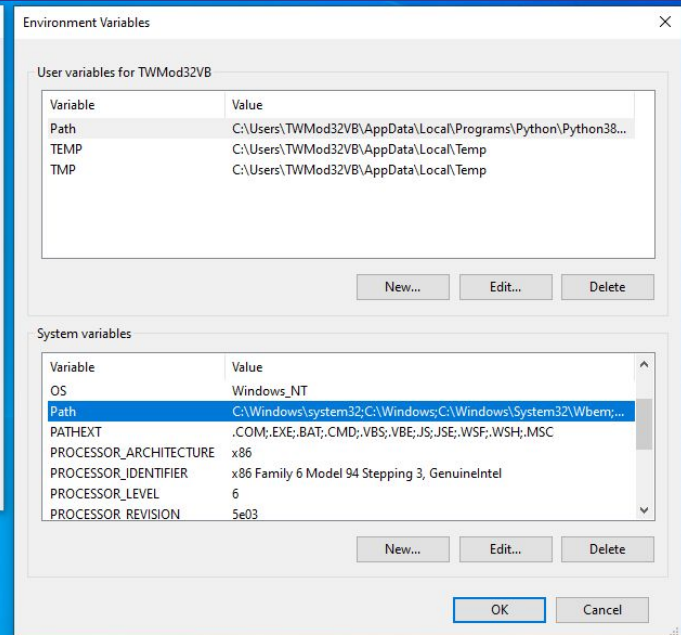 Environment Variables
User variables for TWMod32VB
Variable Value
Path C:\Users\TWMod32VB\AppData\Local\Programs\Python\Python38...
TEMP C:\Users\TWMod32VB\AppData\Local\Temp
TMP C:\Users\TWMod32VB\AppData\Local\Temp
New... Edit... Delete
System variables
Variable Value
OS Windows_NT
Path C:\Windows\system32;C:\Windows;C:\Windows\System32\Wbem;...
PATHEXT .COM;.EXE;.BAT;.CMD;.VBS;.VBE;.JS;.JSE;.WSF;.WSH;.MSC
PROCESSOR_ARCHITECTURE x86
PROCESSOR_IDENTIFIER x86 Family 6 Model 94 Stepping 3, GenuineIntel
PROCESSOR_LEVEL 6
PROCESSOR_REVISION 5e03
New... Edit... Delete
OK Cancel